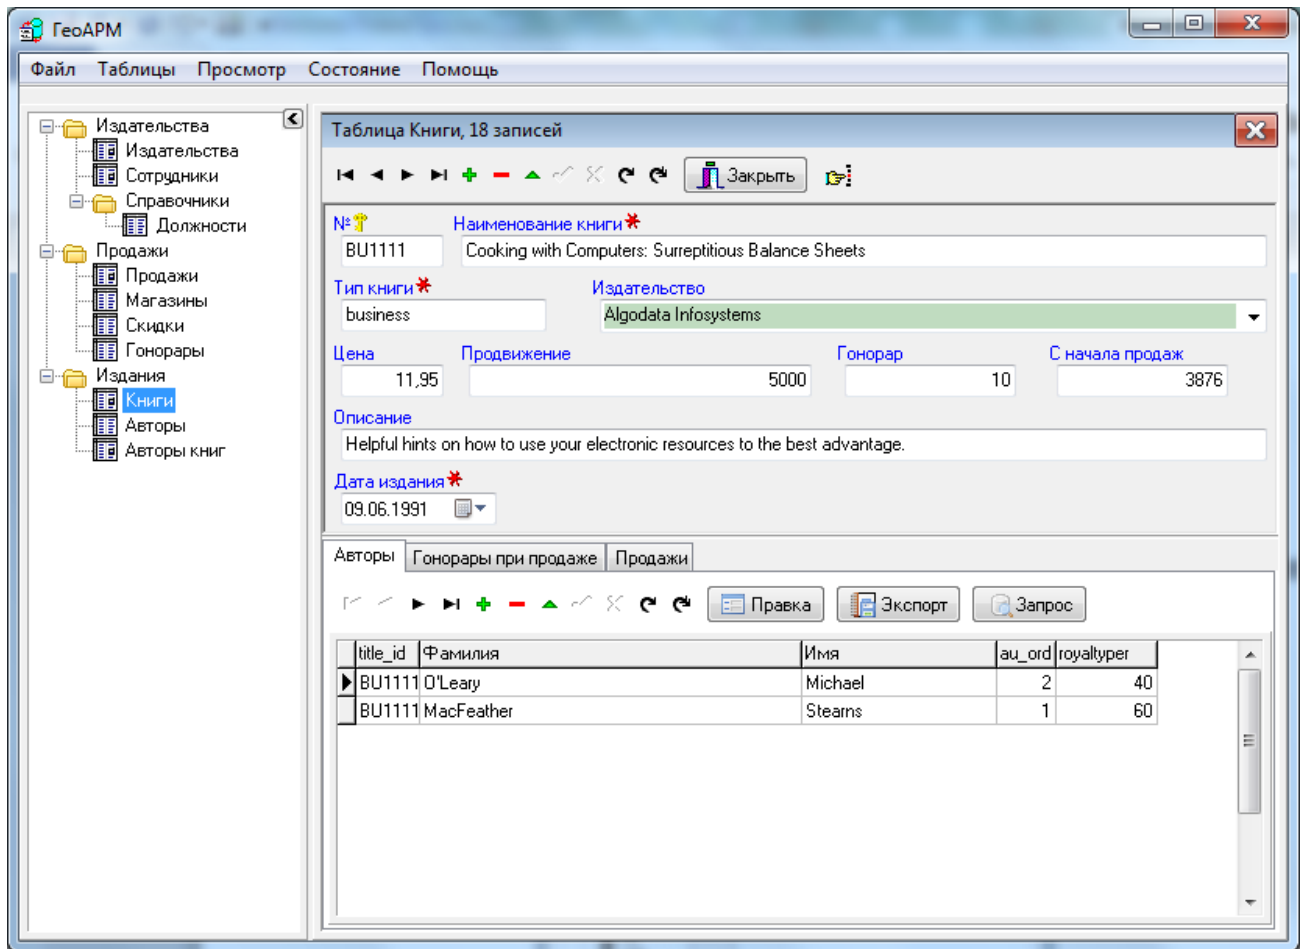 ГеоАРМ
Файл Таблицы Просмотр Состояние Помощь
Издательства
Издательства
Сотрудники
Справочники
Должности
Продажи
Продажи
Магазины
Скидки
Гонорары
Издания
Книги
Авторы
Авторы книг
Таблица Книги, 18 записей
Закрыть
№ Наименование книги
BU1111 Cooking with Computers: Surreptitious Balance Sheets
Тип книги Издательство
business Algodata Infosystems
Цена Продвижение Гонорар С начала продаж
11,95 5000 10 3876
Описание
Helpful hints on how to use your electronic resources to the best advantage.
Дата издания
09.06.1991
Авторы Гонорары при продаже Продажи
Правка Экспорт Запрос
title_id Фамилия Имя au_ord royaltyper
BU1111 O'Leary Michael 2 40
BU1111 MacFeather Stearns 1 60